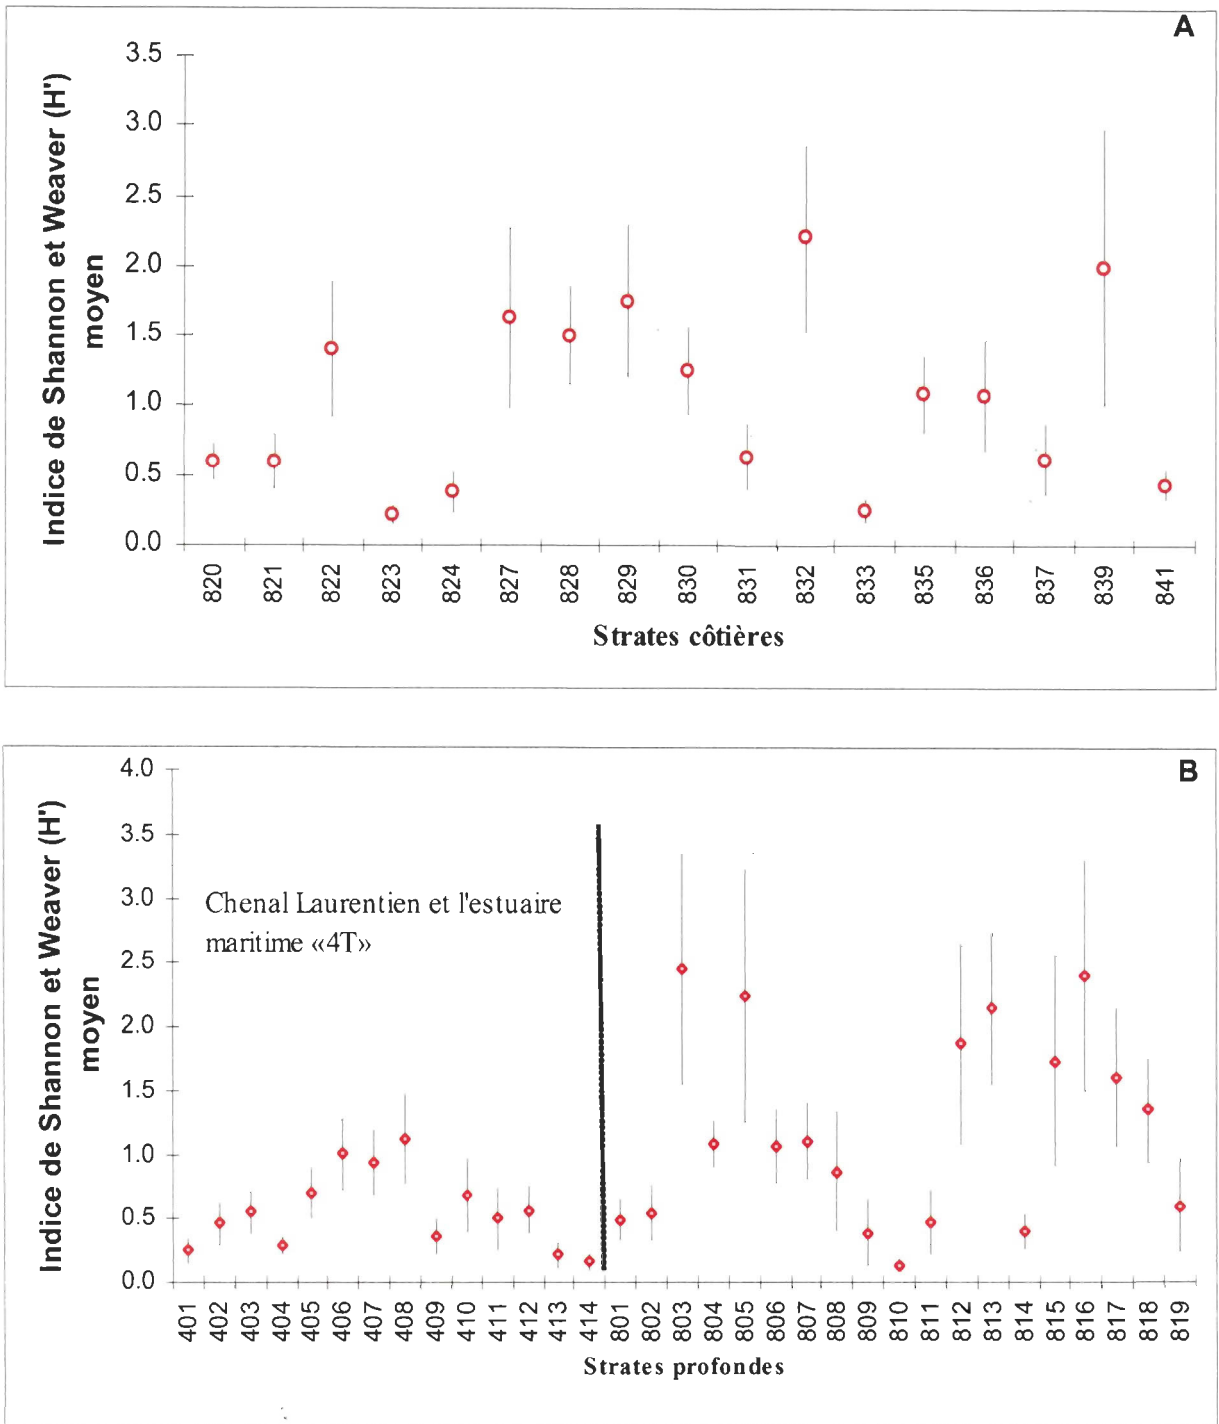 A
Indice de Shannon et Weaver (H')
moyen
3.5
3.0
2.5
2.0
1.5
1.0
0.5
0.0
820 821 822 823 824 827 828 829 830 831 832 833 835 836 837 839 841
Strates côtières
B
Indice de Shannon et Weaver (H')
moyen
4.0
3.5
3.0
2.5
2.0
1.5
1.0
0.5
0.0
Chenal Laurentien et l'estuaire
maritime «4T»
401 402 403 404 405 406 407 408 409 410 411 412 413 414 801 802 803 804 805 806 807 808 809 810 811 812 813 814 815 816 817 818 819
Strates profondes